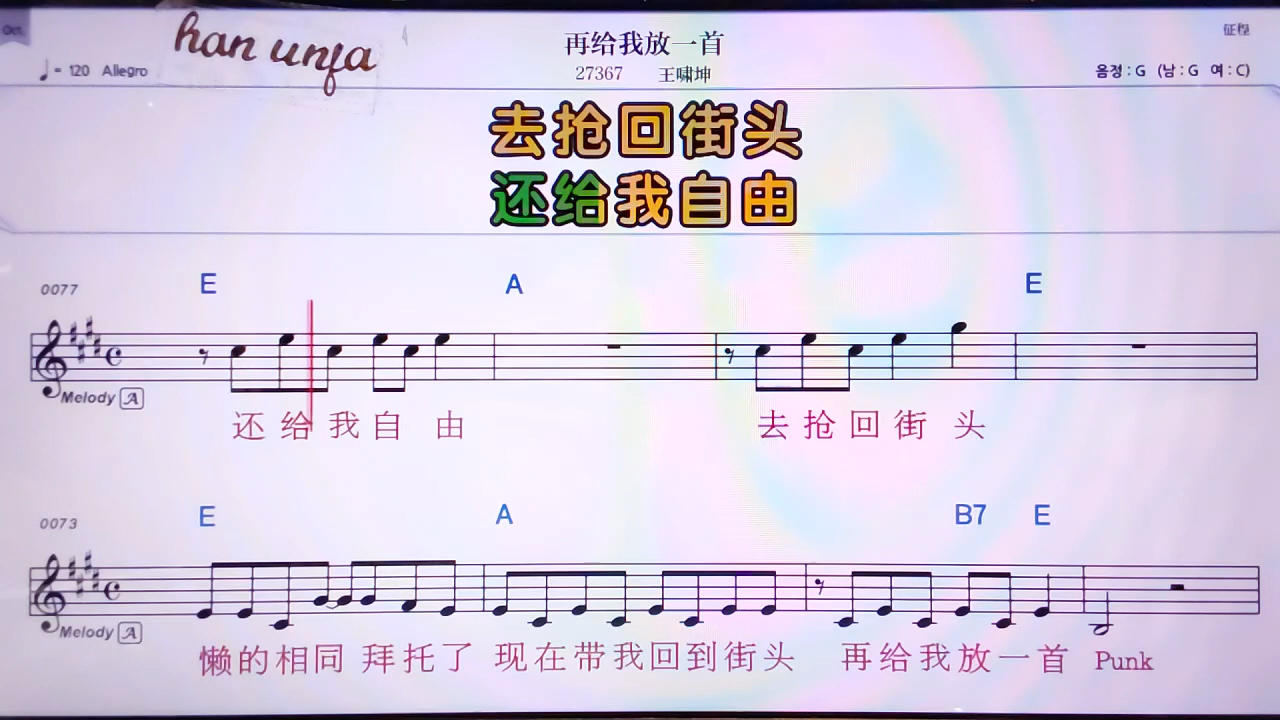 Oct.
han unfa
再给我放一首
征程
♩= 120 Allegro
27367 王啸坤
음정 : G (남 : G 여 : C)
去抢回街头
还给我自由
0077
E A E
Melody A
还给我自由 去抢回街头
0073
E A B7 E
Melody A
懒的相同 拜托了 现在带我回到街头 再给我放一首 Punk